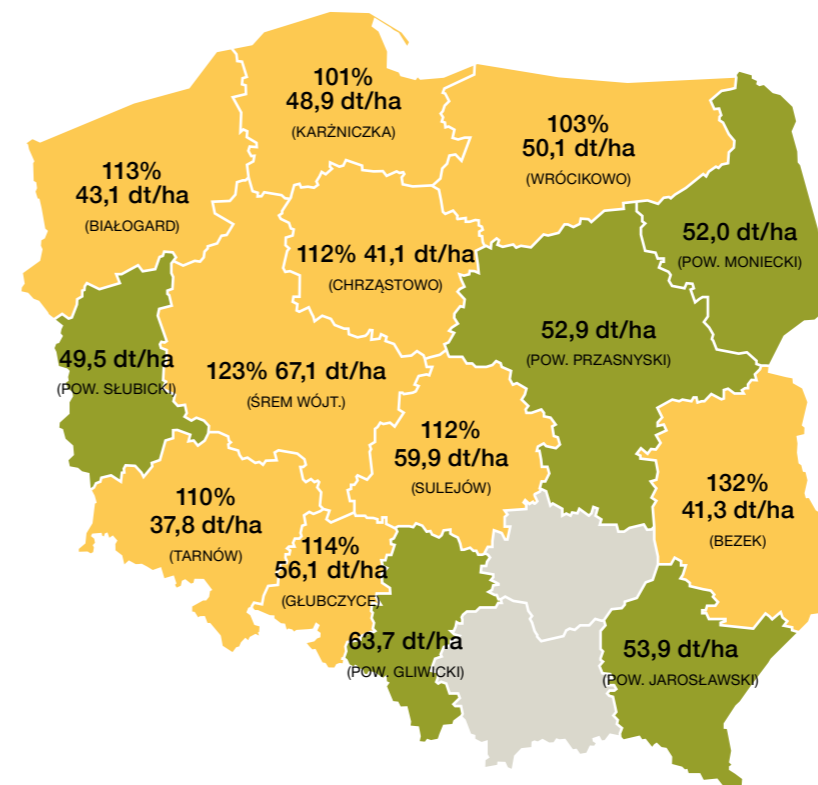 101%
48,9 dt/ha
(KARŹNICZKA)
103%
50,1 dt/ha
(WRÓCIKOWO)
113%
43,1 dt/ha
(BIAŁOGARD)
52,0 dt/ha
(POW. MONIECKI)
112% 41,1 dt/ha
(CHRZĄSTOWO)
52,9 dt/ha
(POW. PRZASNYSKI)
49,5 dt/ha
(POW. SŁUBICKI)
123% 67,1 dt/ha
(ŚREM WÓJT.)
112%
59,9 dt/ha
(SULEJÓW)
132%
41,3 dt/ha
(BEZEK)
110%
37,8 dt/ha
(TARNÓW)
114%
56,1 dt/ha
(GŁUBCZYCE)
63,7 dt/ha
(POW. GLIWICKI)
53,9 dt/ha
(POW. JAROSŁAWSKI)